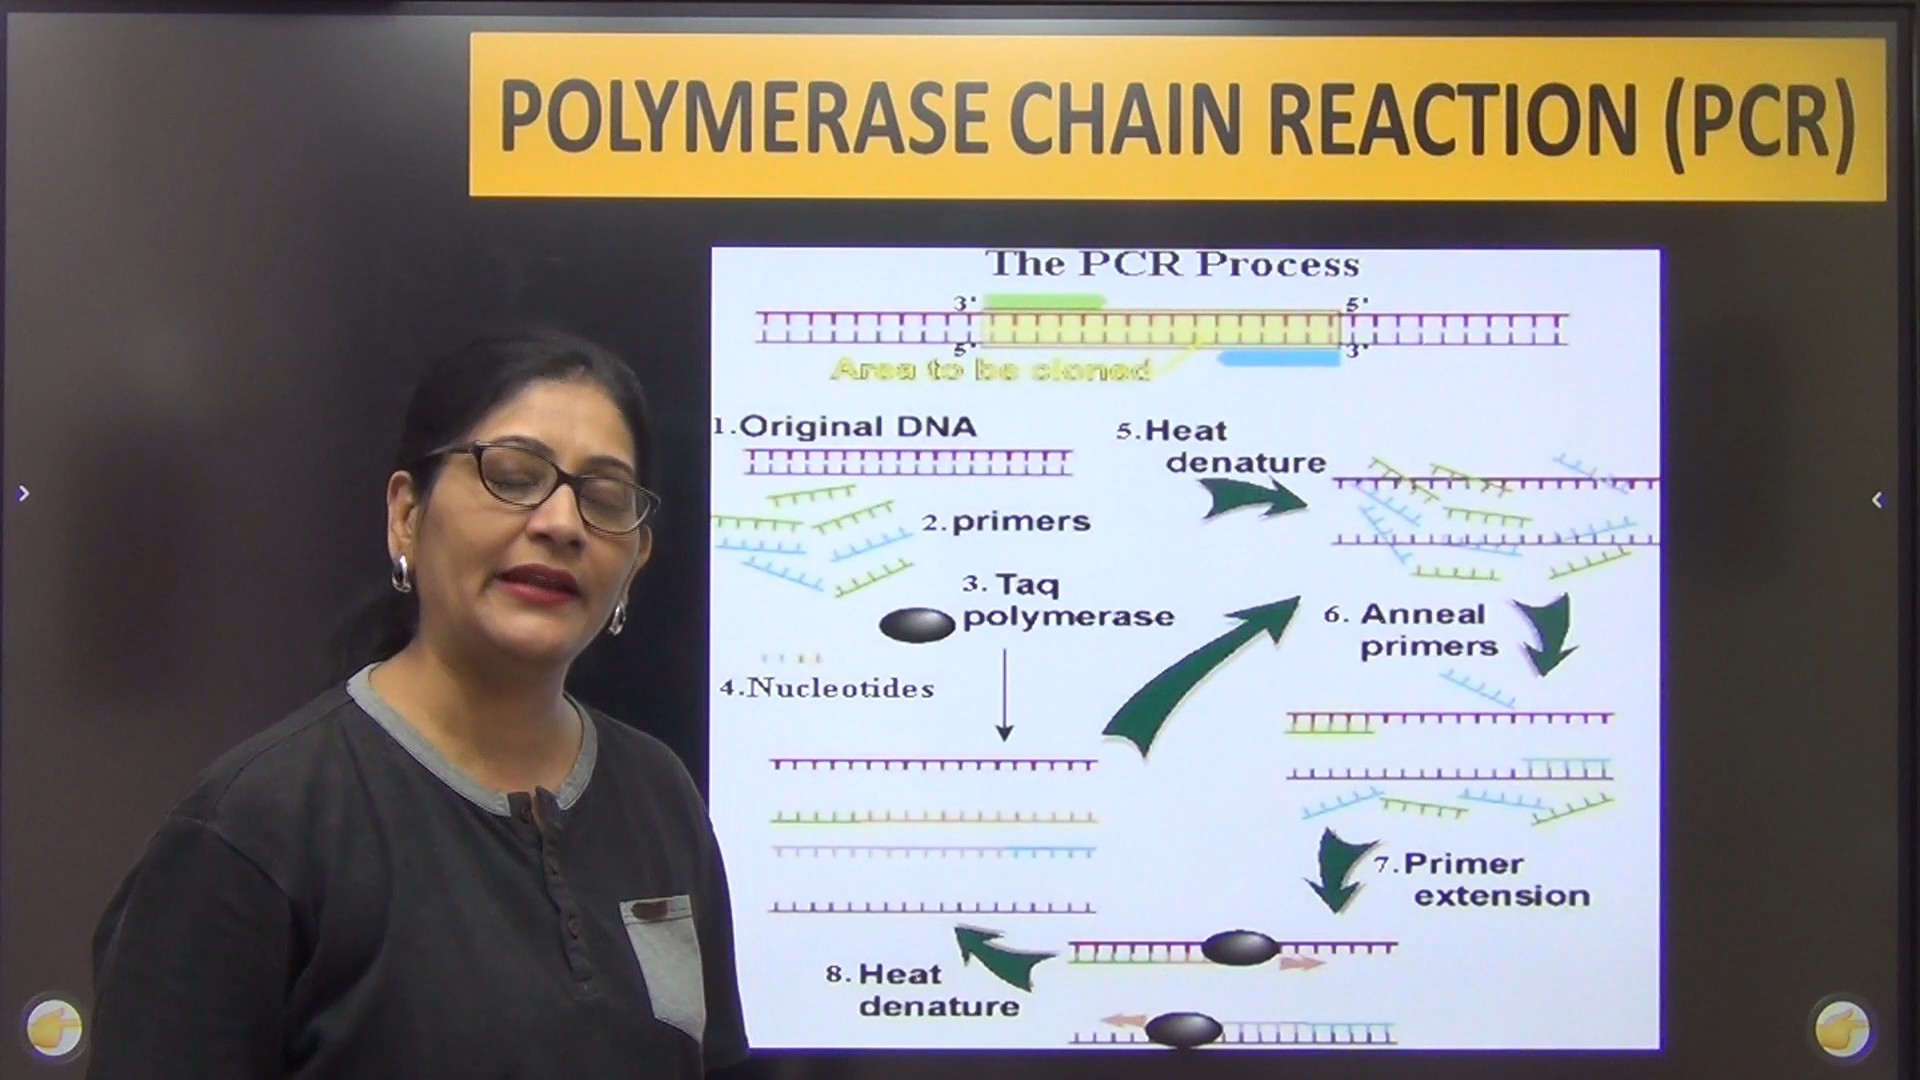 POLYMERASE CHAIN REACTION (PCR)
The PCR Process
3' 5'
5' 3'
Area to be cloned
1.Original DNA
2.primers
3. Taq
polymerase
4.Nucleotides
5.Heat
denature
6. Anneal
primers
7.Primer
extension
8.Heat
denature